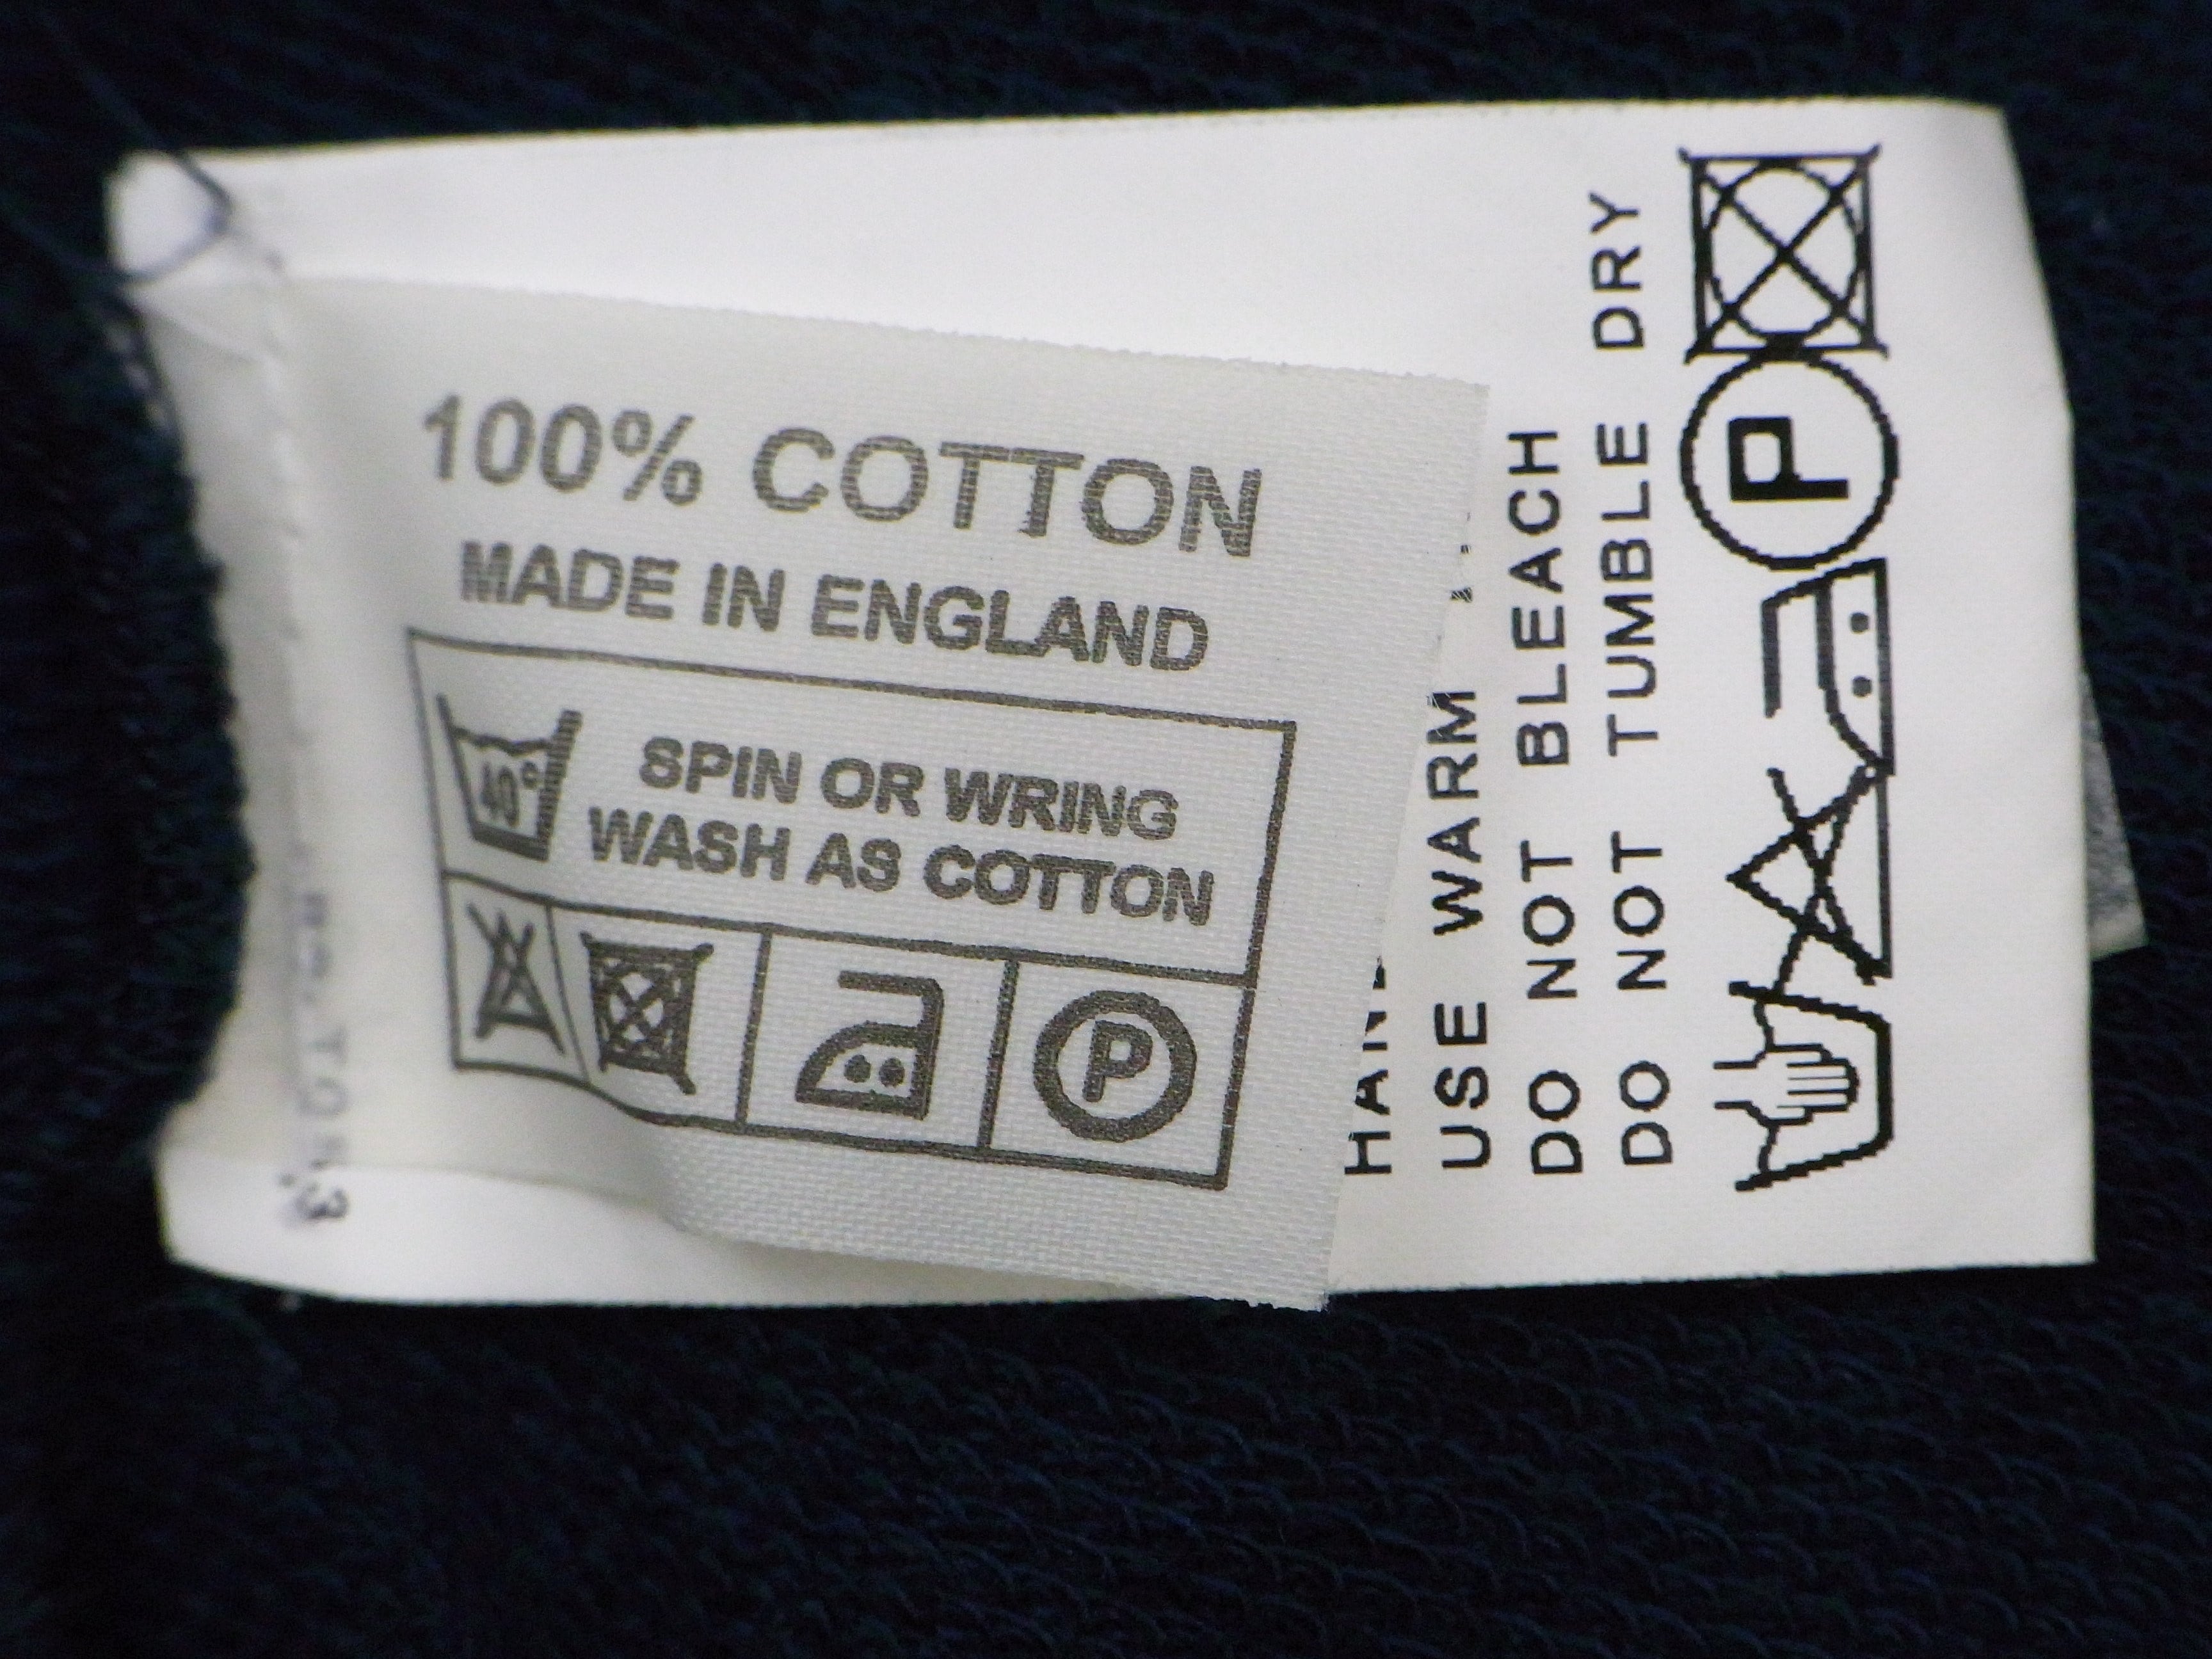 100% COTTON
MADE IN ENGLAND
40°
SPIN OR WRING
WASH AS COTTON
P
USE WARM
DO NOT BLEACH
DO NOT TUMBLE DRY
P